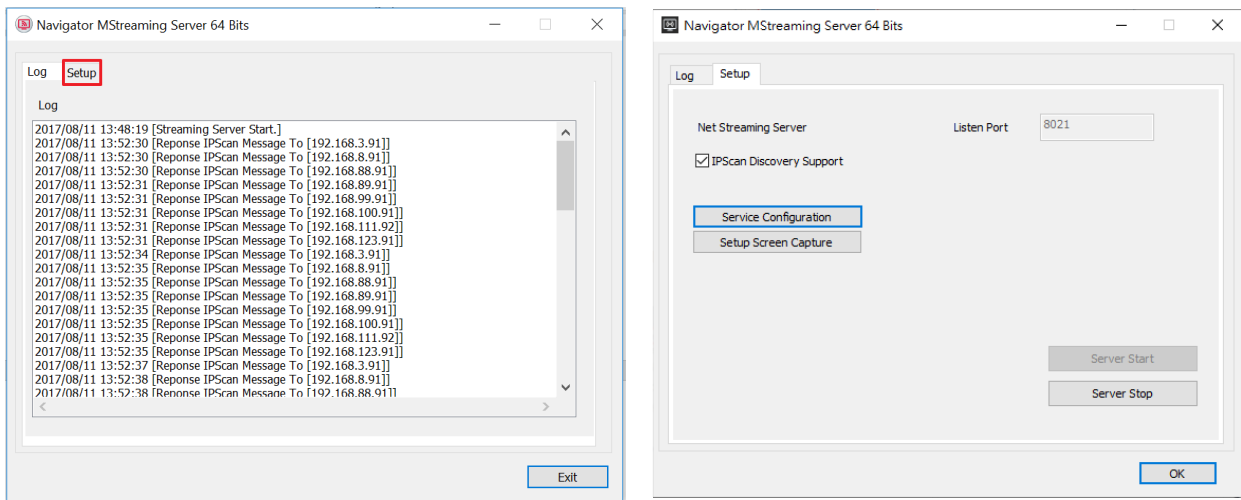 Navigator MStreaming Server 64 Bits
Log Setup
Log
2017/08/11 13:48:19 [Streaming Server Start.]
2017/08/11 13:52:30 [Reponse IPScan Message To [192.168.3.91]]
2017/08/11 13:52:30 [Reponse IPScan Message To [192.168.8.91]]
2017/08/11 13:52:30 [Reponse IPScan Message To [192.168.88.91]]
2017/08/11 13:52:31 [Reponse IPScan Message To [192.168.89.91]]
2017/08/11 13:52:31 [Reponse IPScan Message To [192.168.99.91]]
2017/08/11 13:52:31 [Reponse IPScan Message To [192.168.100.91]]
2017/08/11 13:52:31 [Reponse IPScan Message To [192.168.111.92]]
2017/08/11 13:52:31 [Reponse IPScan Message To [192.168.123.91]]
2017/08/11 13:52:34 [Reponse IPScan Message To [192.168.3.91]]
2017/08/11 13:52:35 [Reponse IPScan Message To [192.168.8.91]]
2017/08/11 13:52:35 [Reponse IPScan Message To [192.168.88.91]]
2017/08/11 13:52:35 [Reponse IPScan Message To [192.168.89.91]]
2017/08/11 13:52:35 [Reponse IPScan Message To [192.168.99.91]]
2017/08/11 13:52:35 [Reponse IPScan Message To [192.168.100.91]]
2017/08/11 13:52:35 [Reponse IPScan Message To [192.168.111.92]]
2017/08/11 13:52:35 [Reponse IPScan Message To [192.168.123.91]]
2017/08/11 13:52:37 [Reponse IPScan Message To [192.168.3.91]]
2017/08/11 13:52:38 [Reponse IPScan Message To [192.168.8.91]]
2017/08/11 13:52:38 [Reponse IPScan Message To [192.168.88.91]]
Exit
Navigator MStreaming Server 64 Bits
Log Setup
Net Streaming Server Listen Port 8021
IPScan Discovery Support
Service Configuration
Setup Screen Capture
Server Start
Server Stop
OK